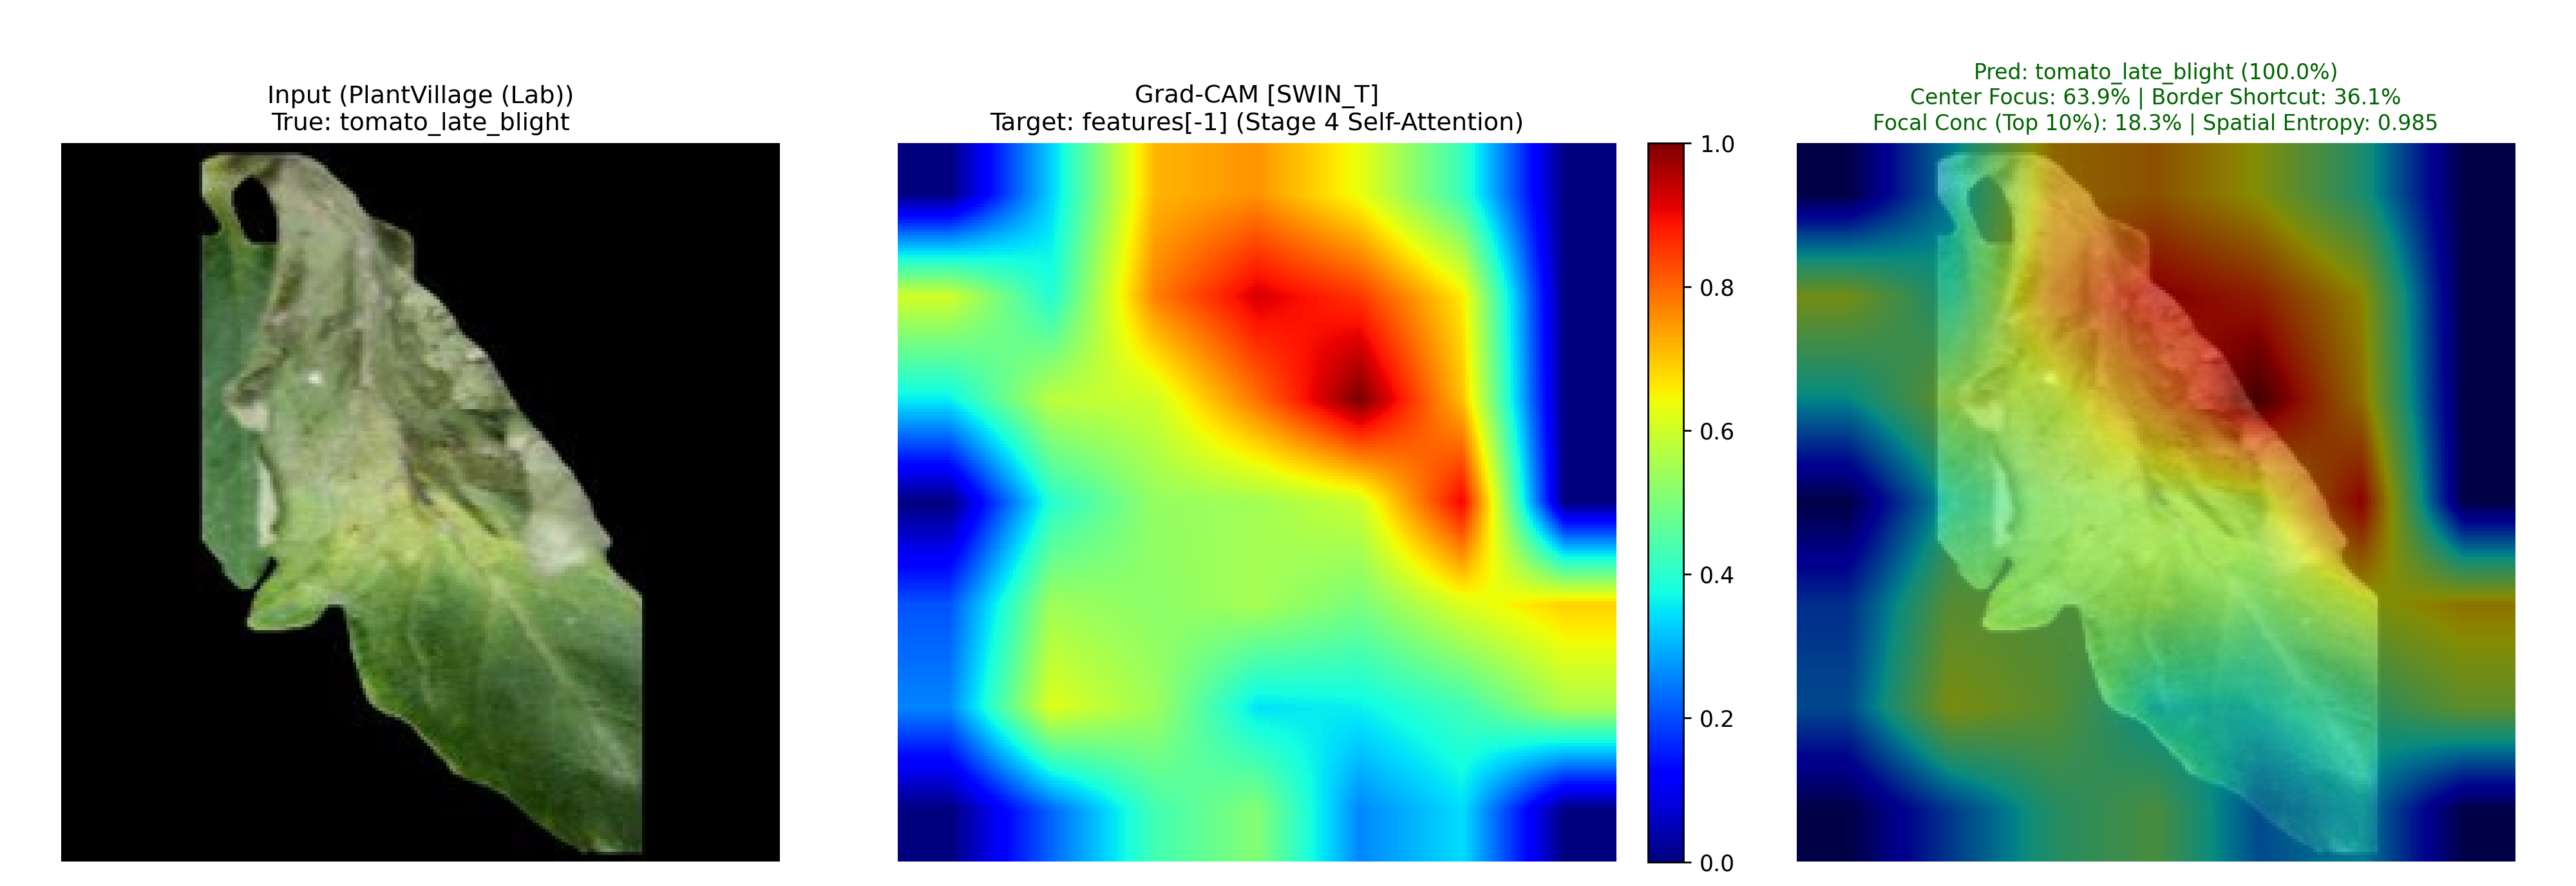 Input (PlantVillage (Lab))
True: tomato_late_blight
Grad-CAM [SWIN_T]
Target: features[-1] (Stage 4 Self-Attention)
1.0
0.8
0.6
0.4
0.2
0.0
Pred: tomato_late_blight (100.0%)
Center Focus: 63.9% | Border Shortcut: 36.1%
Focal Conc (Top 10%): 18.3% | Spatial Entropy: 0.985